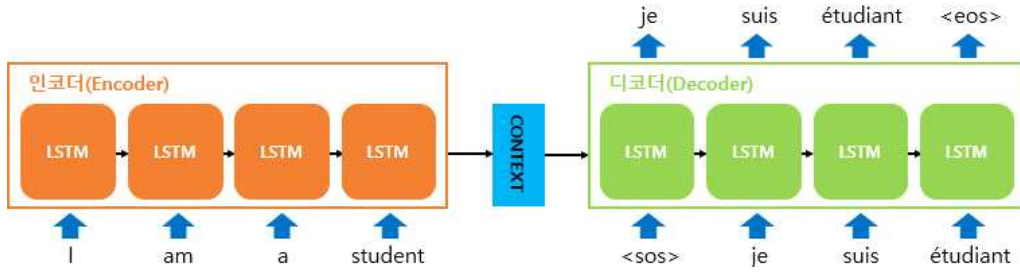 je suis étudiant <eos>
인코더(Encoder)
디코더(Decoder)
LSTM LSTM LSTM LSTM
CONTEXT
LSTM LSTM LSTM LSTM
I am a student
<sos> je suis étudiant